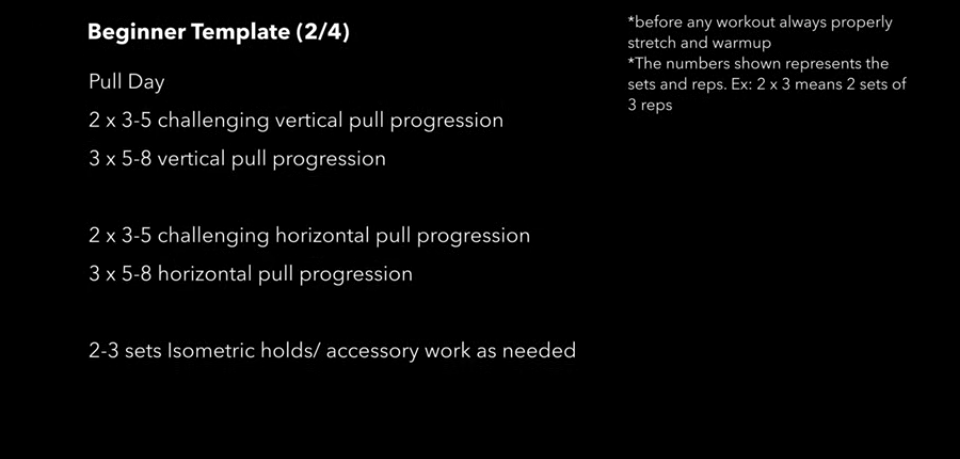 Beginner Template (2/4)
Pull Day
2 x 3-5 challenging vertical pull progression
3 x 5-8 vertical pull progression
2 x 3-5 challenging horizontal pull progression
3 x 5-8 horizontal pull progression
2-3 sets Isometric holds/ accessory work as needed
*before any workout always properly
stretch and warmup
*The numbers shown represents the
sets and reps. Ex: 2 x 3 means 2 sets of
3 reps